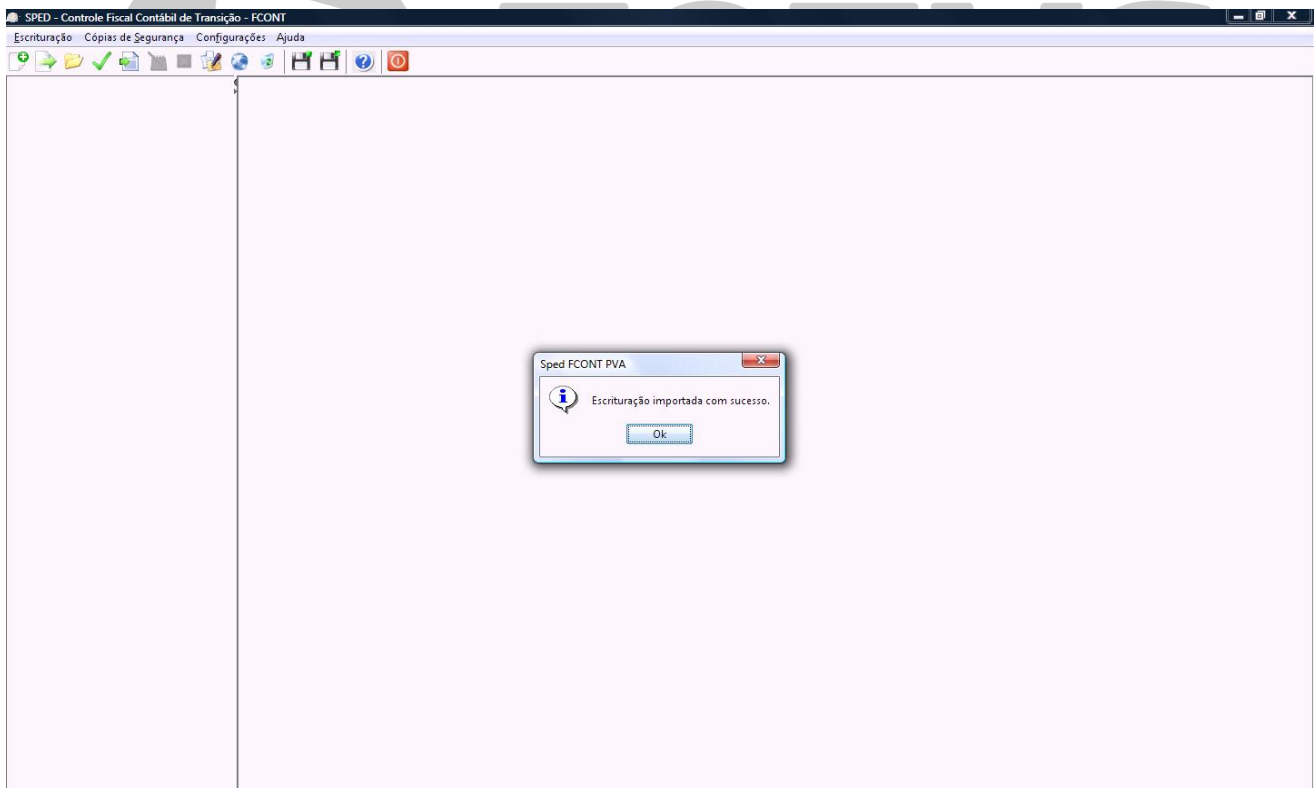 SPED - Controle Fiscal Contábil de Transição - FCONT
Escrituração Cópias de Segurança Configurações Ajuda
Sped FCONT PVA
Escrituração importada com sucesso.
Ok